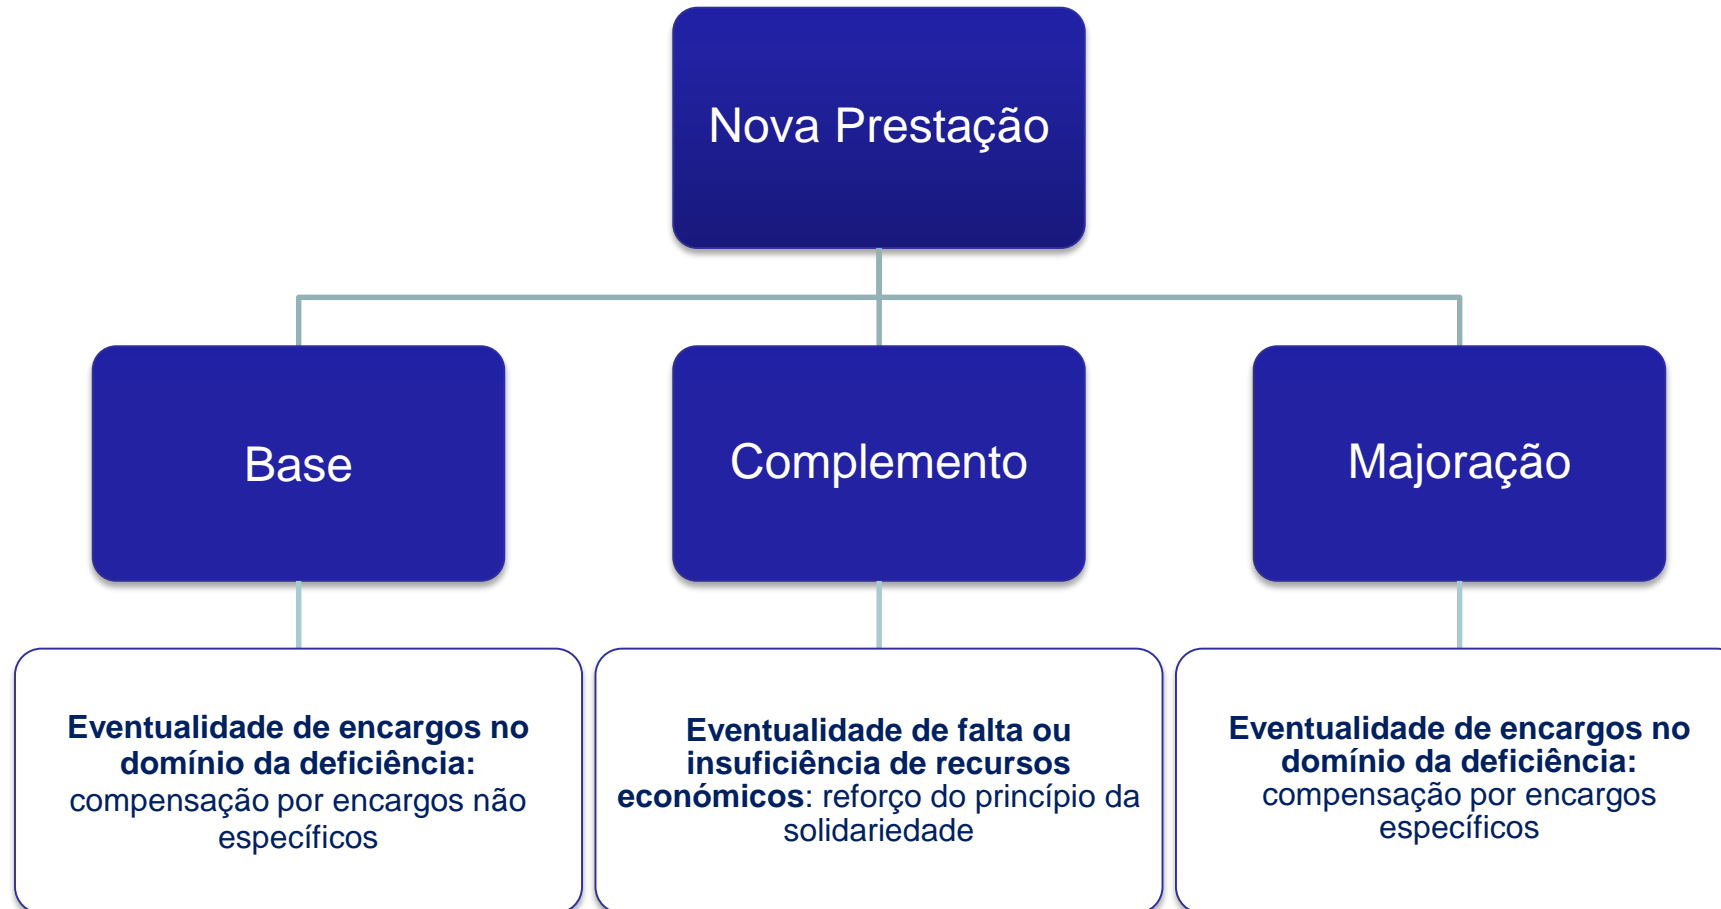 Nova Prestação
Base
Complemento
Majoração
Eventualidade de encargos no
domínio da deficiência:
compensação por encargos não
específicos
Eventualidade de falta ou
insuficiência de recursos
económicos: reforço do princípio da
solidariedade
Eventualidade de encargos no
domínio da deficiência:
compensação por encargos
específicos